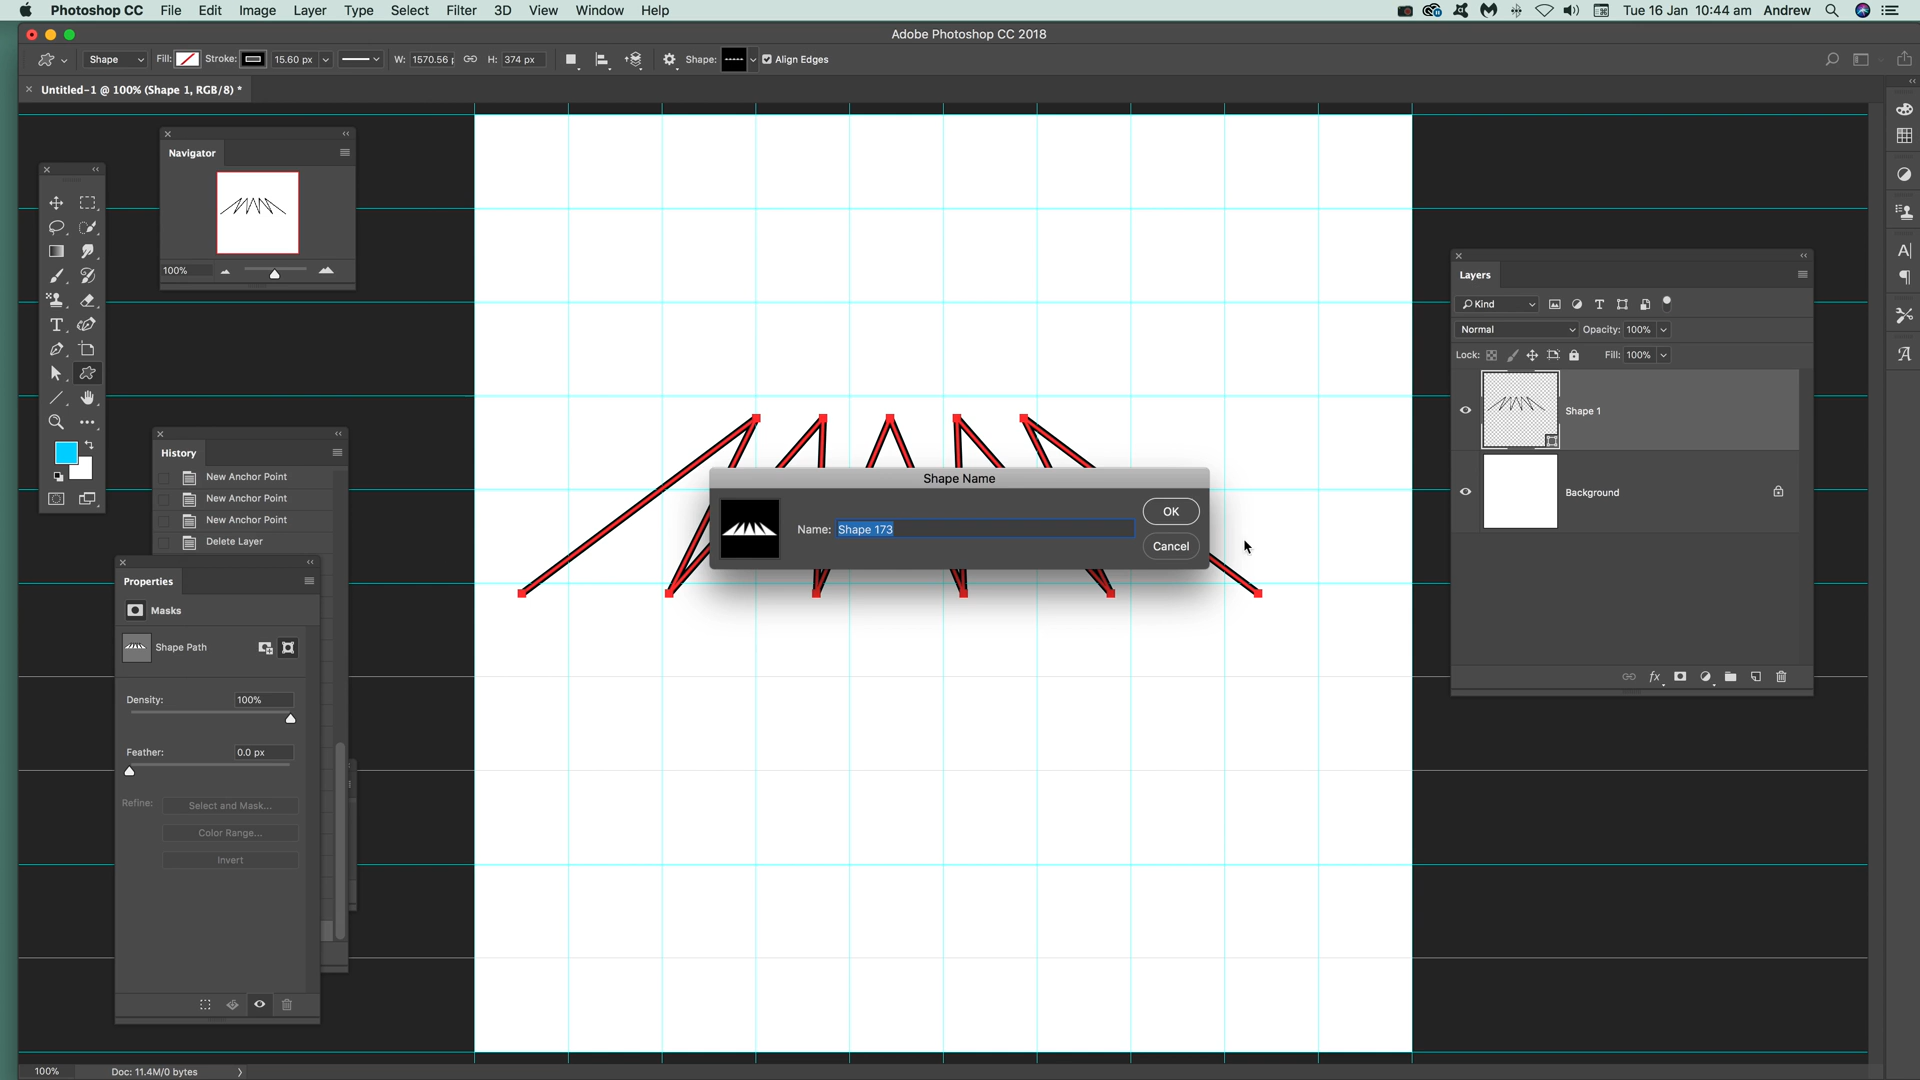 Photoshop CC File Edit Image Layer Type Select Filter 3D View Window Help Tue 16 Jan 10:44 am Andrew
Adobe Photoshop CC 2018
Shape Fill: Stroke: 15.60 px W: 1570.56 H: 374 px Shape: Align Edges
Untitled-1 @ 100% (Shape 1, RGB/8) *
Navigator
100%
History
New Anchor Point
New Anchor Point
New Anchor Point
Delete Layer
Properties
Masks
Shape Path
Density: 100%
Feather: 0.0 px
Refine: Select and Mask...
Color Range...
Invert
Shape Name
Name: Shape 173
OK
Cancel
Layers
Kind
Normal Opacity: 100%
Lock: Fill: 100%
Shape 1
Background
fx
100% Doc: 11.4M/0 bytes